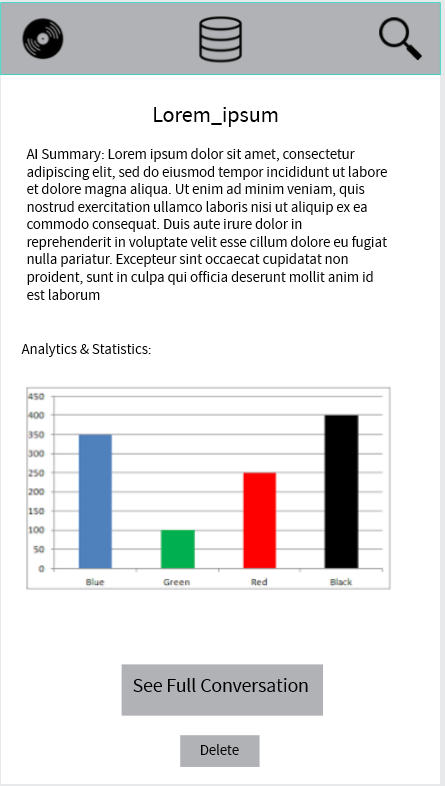 Lorem_ipsum
AI Summary: Lorem ipsum dolor sit amet, consectetur
adipiscing elit, sed do eiusmod tempor incididunt ut labore
et dolore magna aliqua. Ut enim ad minim veniam, quis
nostrud exercitation ullamco laboris nisi ut aliquip ex ea
commodo consequat. Duis aute irure dolor in
reprehenderit in voluptate velit esse cillum dolore eu fugiat
nulla pariatur. Excepteur sint occaecat cupidatat non
proident, sunt in culpa qui officia deserunt mollit anim id
est laborum
Analytics & Statistics:
450
400
350
300
250
200
150
100
50
0
Blue Green Red Black
See Full Conversation
Delete